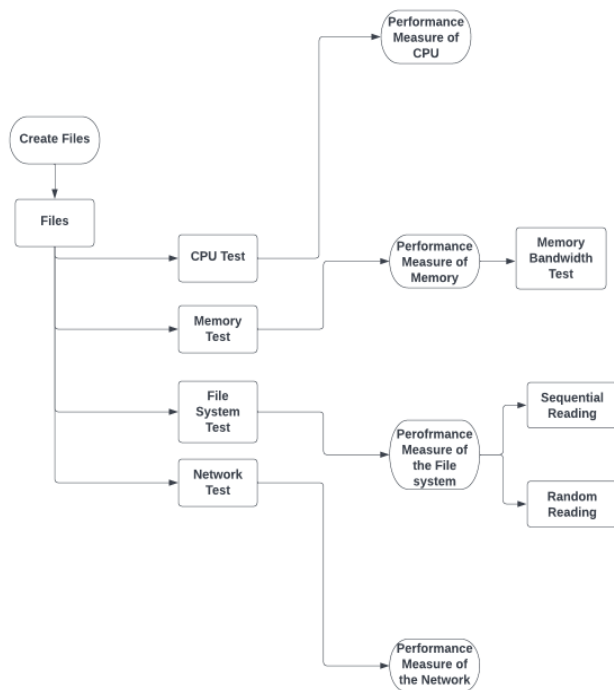 Performance
Measure of
CPU
Create Files
Files
CPU Test
Performance
Measure of
Memory
Memory
Bandwidth
Test
Memory
Test
File
System
Test
Perofrmance
Measure of
the File
system
Sequential
Reading
Network
Test
Random
Reading
Performance
Measure of
the Network